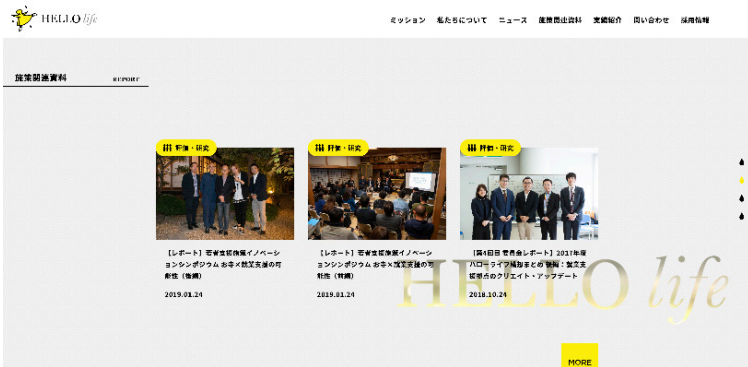 HELLO life
ミッション 私たちについて ニュース 施策関連資料 実績紹介 問い合わせ 採用情報
施策関連資料 REPORT
評価・研究
【レポート】若者支援施策イノベーシ
ョンシンポジウム お寺×就業支援の可
能性（後編）
2019.01.24
評価・研究
【レポート】若者支援施策イノベーシ
ョンシンポジウム お寺×就業支援の可
能性（前編）
2019.01.24
評価・研究
【第4回目 委員会レポート】2017年度
ハローライフ補助まとめ 後編：就業支
援拠点のクリエイト・アップデート
2018.10.24
HELLO life
MORE